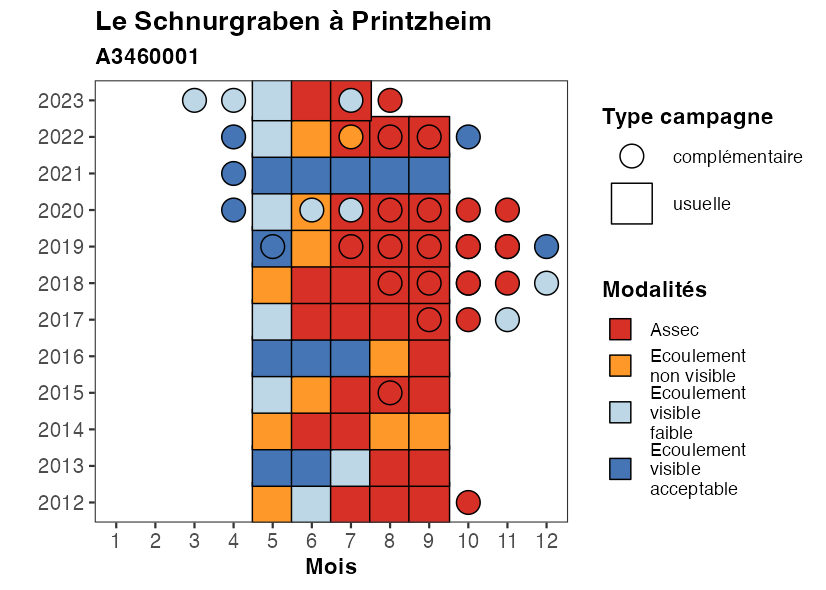 Le Schnurgraben à Printzheim
A3460001
2023
2022
2021
2020
2019
2018
2017
2016
2015
2014
2013
2012
1 2 3 4 5 6 7 8 9 10 11 12
Mois
Type campagne
complémentaire
usuelle
Modalités
Assec
Ecoulement
non visible
Ecoulement
visible
faible
Ecoulement
visible
acceptable